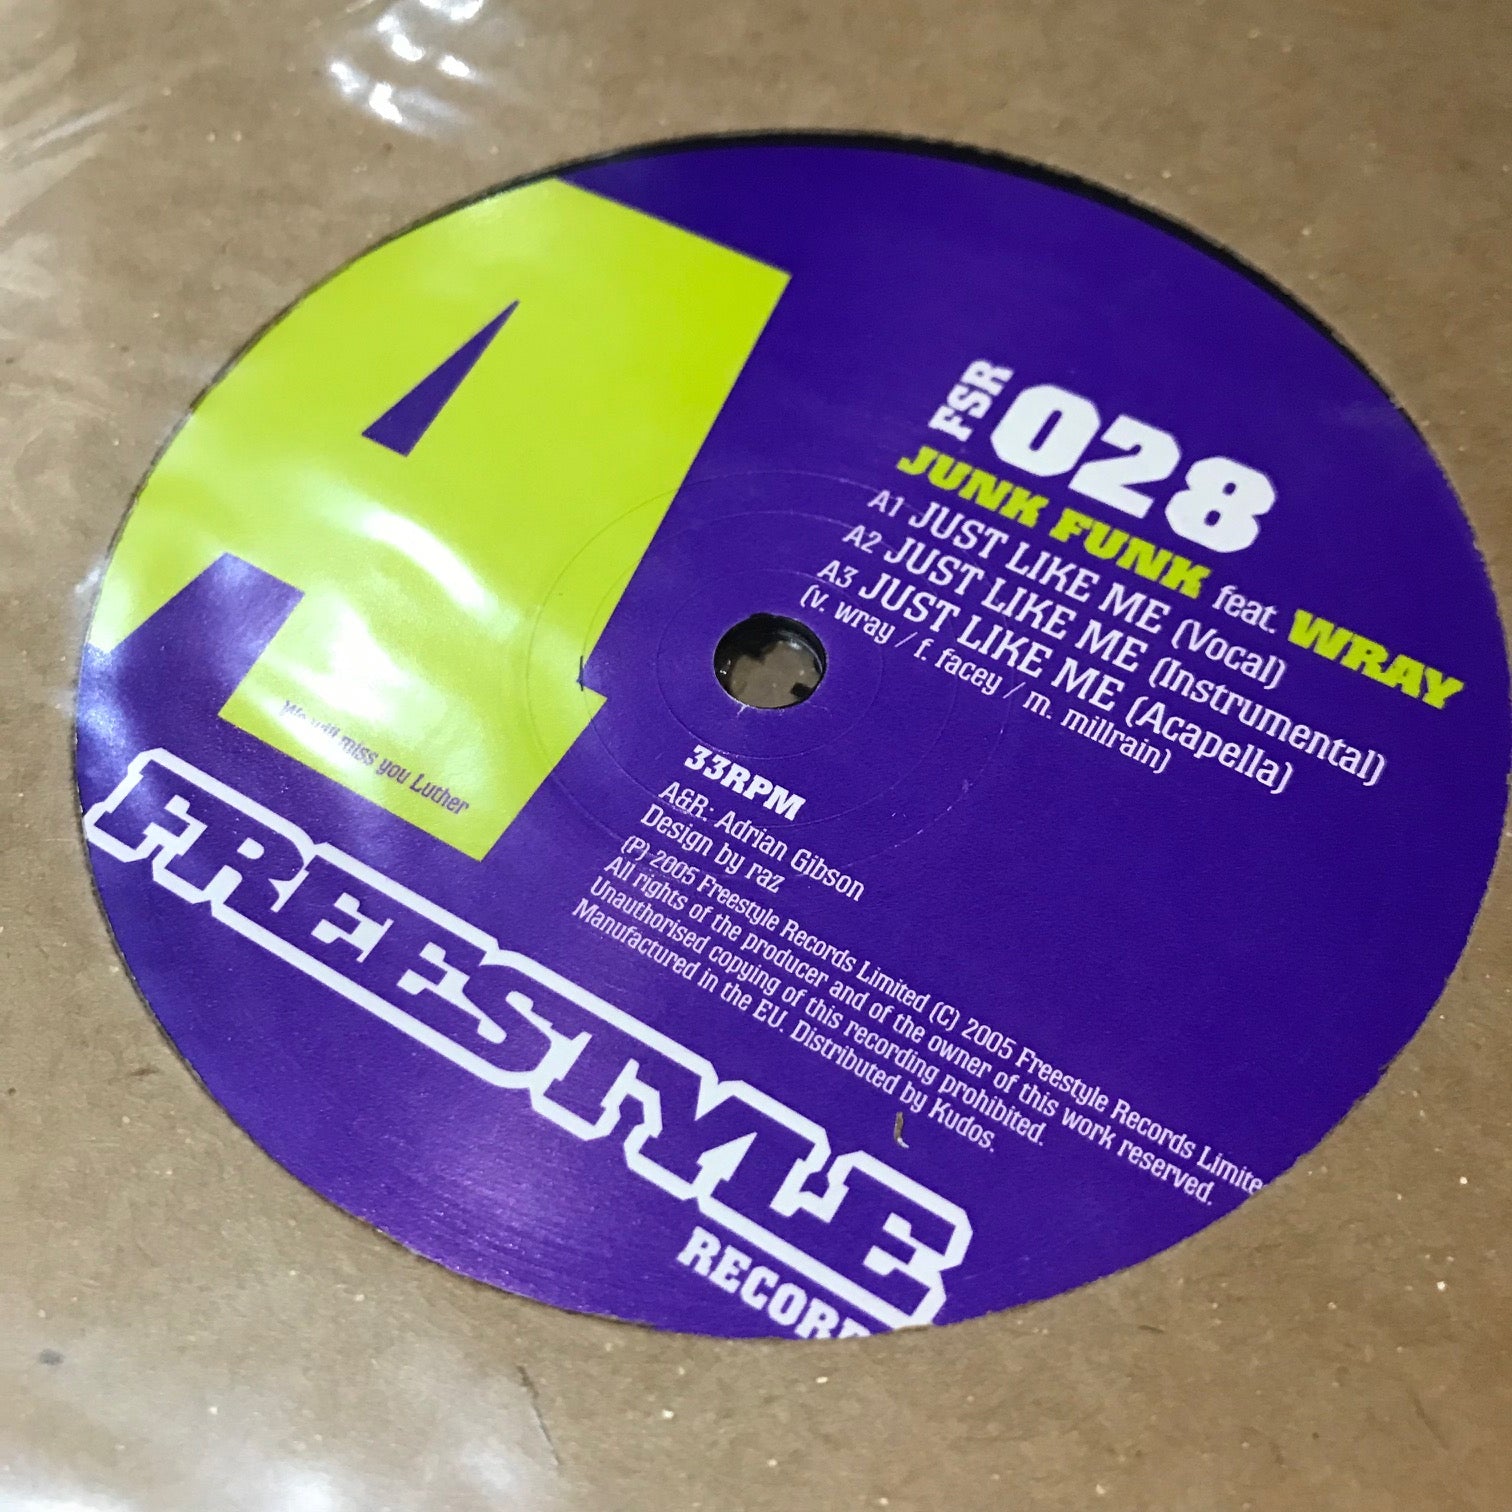 A
FSR 028
JUNK FUNK feat. WRAY
A1 JUST LIKE ME (Vocal)
A2 JUST LIKE ME (Instrumental)
A3 JUST LIKE ME (Acapella)
(v. wray / f. facey / m. millrain)
We will miss you Luther
33RPM
A&R: Adrian Gibson
Design by raz
(P) 2005 Freestyle Records Limited (C) 2005 Freestyle Records Limite
All rights of the producer and of the owner of this work reserved.
Unauthorised copying of this recording prohibited.
Manufactured in the EU. Distributed by Kudos.
FREESTYLE
RECOR